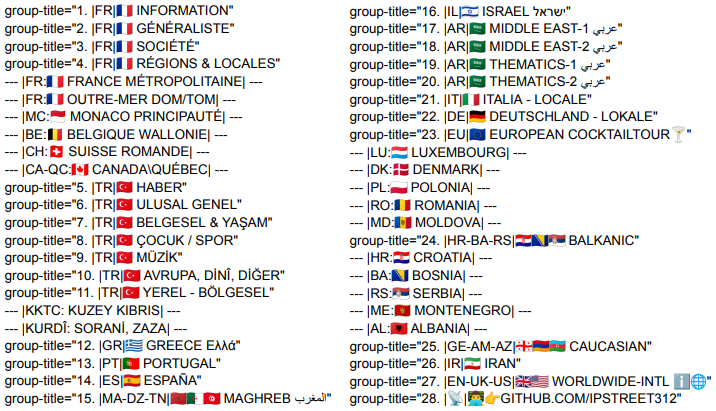 group-title="1. |FR|🇫🇷 INFORMATION"
group-title="2. |FR|🇫🇷 GÉNÉRALISTE"
group-title="3. |FR|🇫🇷 SOCIÉTÉ"
group-title="4. |FR|🇫🇷 RÉGIONS & LOCALES"
--- |FR:🇫🇷 FRANCE MÉTROPOLITAINE| ---
--- |FR:🇫🇷 OUTRE-MER DOM/TOM| ---
--- |MC:🇲🇨 MONACO PRINCIPAUTÉ| ---
--- |BE:🇧🇪 BELGIQUE WALLONIE| ---
--- |CH:🇨🇭 SUISSE ROMANDE| ---
--- |CA-QC:🇨🇦 CANADA\QUÉBEC| ---
group-title="5. |TR|🇹🇷 HABER"
group-title="6. |TR|🇹🇷 ULUSAL GENEL"
group-title="7. |TR|🇹🇷 BELGESEL & YAŞAM"
group-title="8. |TR|🇹🇷 ÇOCUK / SPOR"
group-title="9. |TR|🇹🇷 MÜZİK"
group-title="10. |TR|🇹🇷 AVRUPA, DİNÎ, DİĞER"
group-title="11. |TR|🇹🇷 YEREL - BÖLGESEL"
--- |KKTC: KUZEY KIBRIS| ---
--- |KURDÎ: SORANİ, ZAZA| ---
group-title="12. |GR|🇬🇷 GREECE Ελλά"
group-title="13. |PT|🇵🇹 PORTUGAL"
group-title="14. |ES|🇪🇸 ESPAÑA"
group-title="15. |MA-DZ-TN|🇲🇦🇩🇿🇹🇳 MAGHREB المغرب"
group-title="16. |IL|🇮🇱 ISRAEL ישראל"
group-title="17. |AR|🇸🇦 MIDDLE EAST-1 عربي"
group-title="18. |AR|🇸🇦 MIDDLE EAST-2 عربي"
group-title="19. |AR|🇸🇦 THEMATICS-1 عربي"
group-title="20. |AR|🇸🇦 THEMATICS-2 عربي"
group-title="21. |IT|🇮🇹 ITALIA - LOCALE"
group-title="22. |DE|🇩🇪 DEUTSCHLAND - LOKALE"
group-title="23. |EU|🇪🇺 EUROPEAN COCKTAILTOUR🍸"
--- |LU:🇱🇺 LUXEMBOURG| ---
--- |DK:🇩🇰 DENMARK| ---
--- |PL:🇵🇱 POLONIA| ---
--- |RO:🇷🇴 ROMANIA| ---
--- |MD:🇲🇩 MOLDOVA| ---
group-title="24. |HR-BA-RS|🇭🇷🇧🇦🇷🇸 BALKANIC"
--- |HR:🇭🇷 CROATIA| ---
--- |BA:🇧🇦 BOSNIA| ---
--- |RS:🇷🇸 SERBIA| ---
--- |ME:🇲🇪 MONTENEGRO| ---
--- |AL:🇦🇱 ALBANIA| ---
group-title="25. |GE-AM-AZ|🇬🇪🇦🇲🇦🇿 CAUCASIAN"
group-title="26. |IR|🇮🇷 IRAN"
group-title="27. |EN-UK-US|🇬🇧🇺🇸 WORLDWIDE-INTL ℹ️🌐"
group-title="28. |📡|👨‍💻👉GITHUB.COM/IPSTREET312"